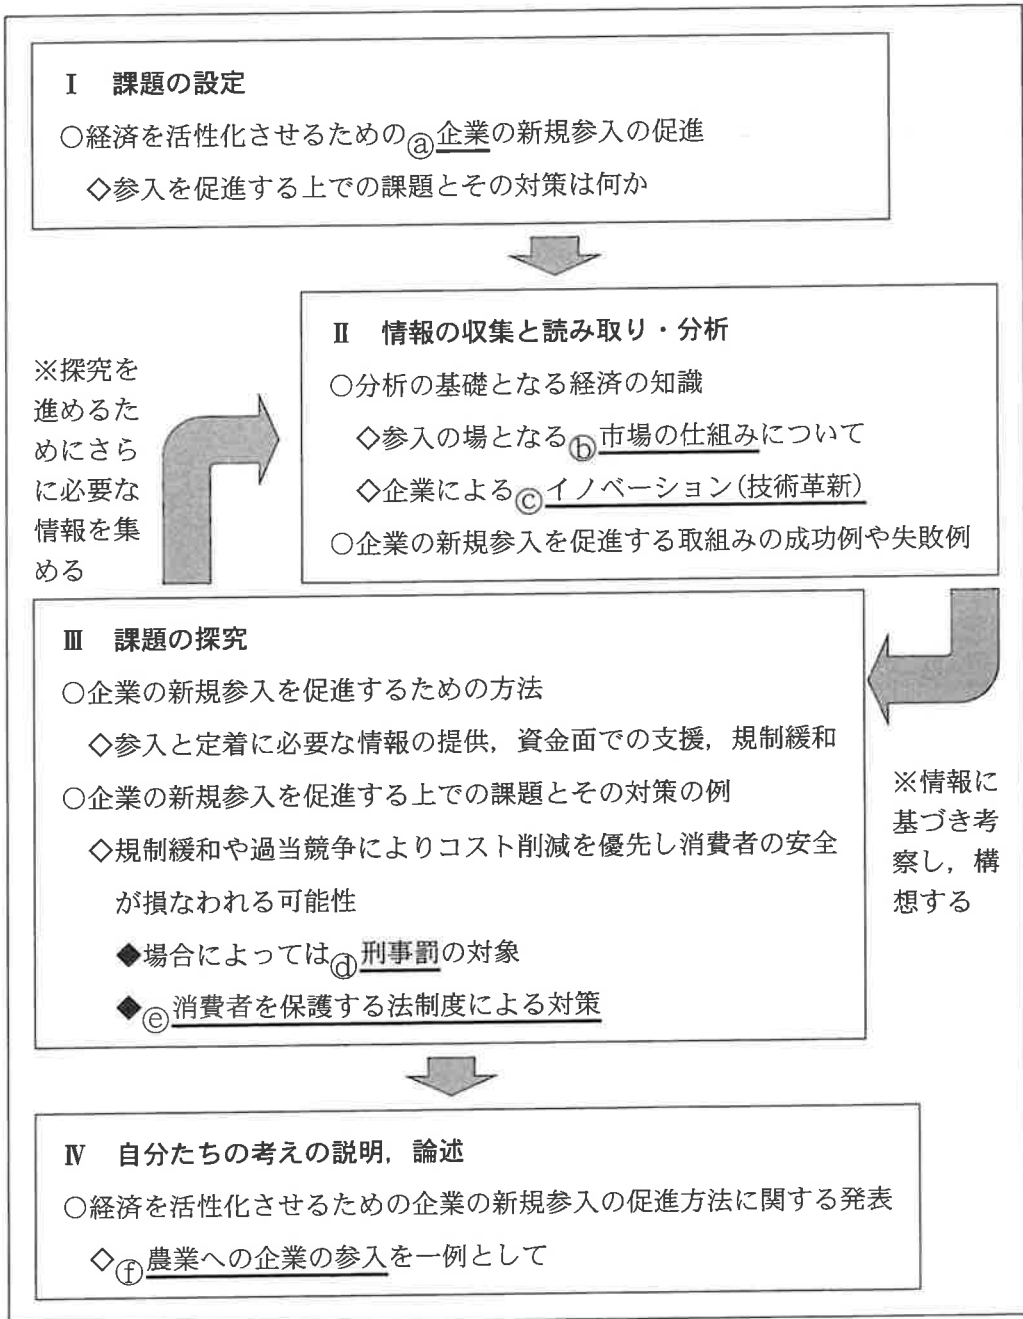 Ⅰ 課題の設定
○経済を活性化させるためのⓐ企業の新規参入の促進
◇参入を促進する上での課題とその対策は何か
Ⅱ 情報の収集と読み取り・分析
○分析の基礎となる経済の知識
◇参入の場となるⓑ市場の仕組みについて
◇企業によるⓒイノベーション(技術革新)
○企業の新規参入を促進する取組みの成功例や失敗例
※探究を
進めるた
めにさら
に必要な
情報を集
める
Ⅲ 課題の探究
○企業の新規参入を促進するための方法
◇参入と定着に必要な情報の提供，資金面での支援，規制緩和
○企業の新規参入を促進する上での課題とその対策の例
◇規制緩和や過当競争によりコスト削減を優先し消費者の安全
が損なわれる可能性
◆場合によってはⓓ刑事罰の対象
◆ⓔ消費者を保護する法制度による対策
※情報に
基づき考
察し，構
想する
Ⅳ 自分たちの考えの説明，論述
○経済を活性化させるための企業の新規参入の促進方法に関する発表
◇ⓕ農業への企業の参入を一例として